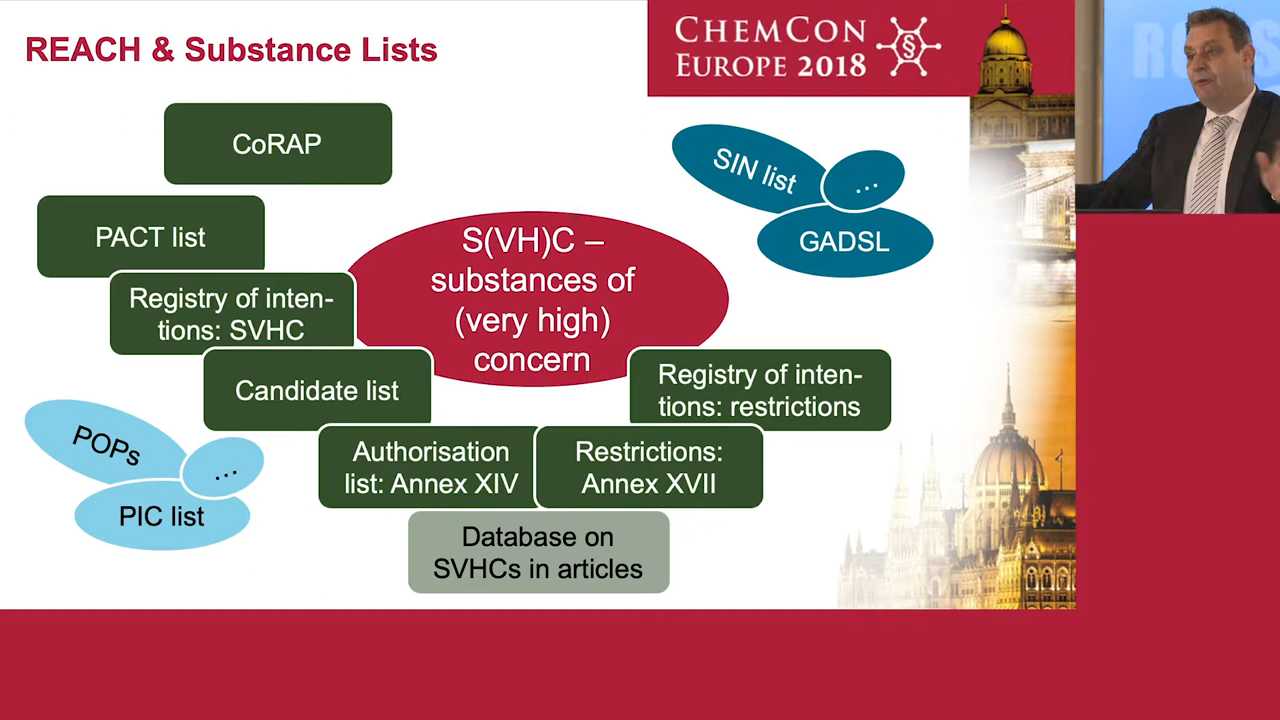 REACH & Substance Lists
CHEMCON
EUROPE 2018
§
CoRAP
SIN list
...
GADSL
PACT list
S(VH)C –
substances of
(very high)
concern
Registry of inten-
tions: SVHC
Candidate list
Registry of inten-
tions: restrictions
POPs
...
PIC list
Authorisation
list: Annex XIV
Restrictions:
Annex XVII
Database on
SVHCs in articles